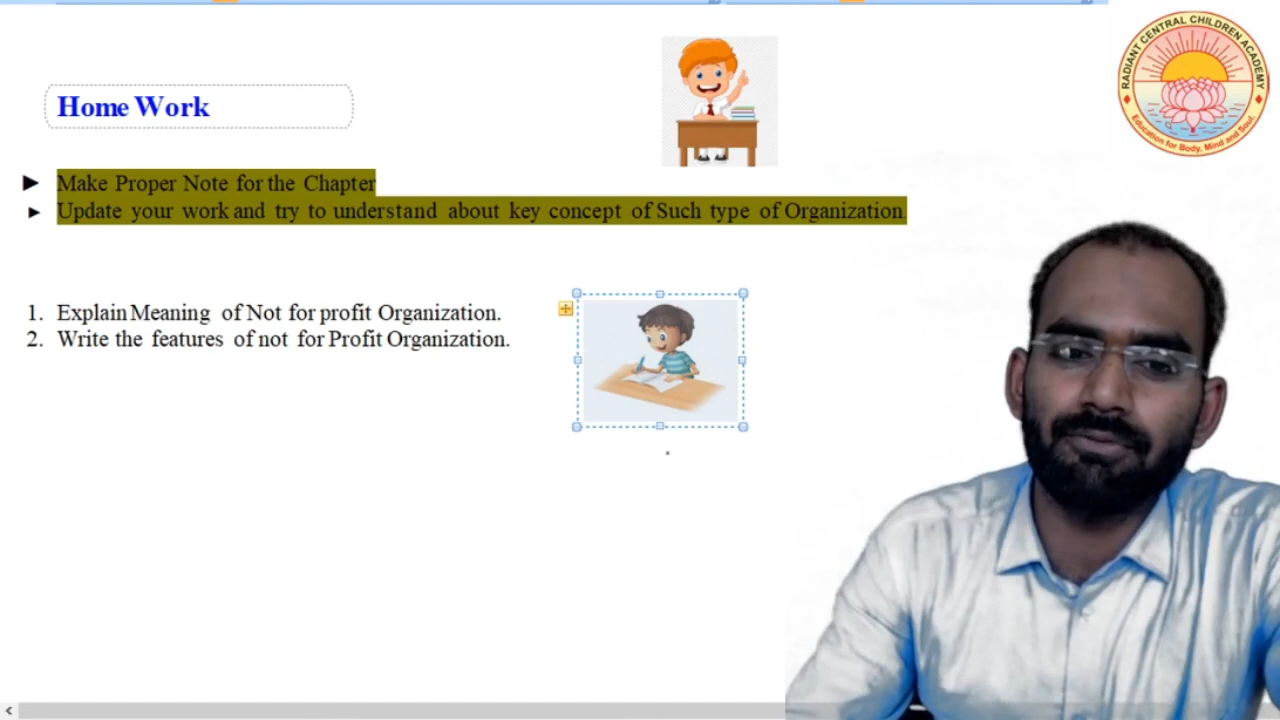 Home Work
Make Proper Note for the Chapter
Update your work and try to understand about key concept of Such type of Organization.
1. Explain Meaning of Not for profit Organization.
2. Write the features of not for Profit Organization.
RADIANT CENTRAL CHILDREN ACADEMY
Education for Body, Mind and Soul.